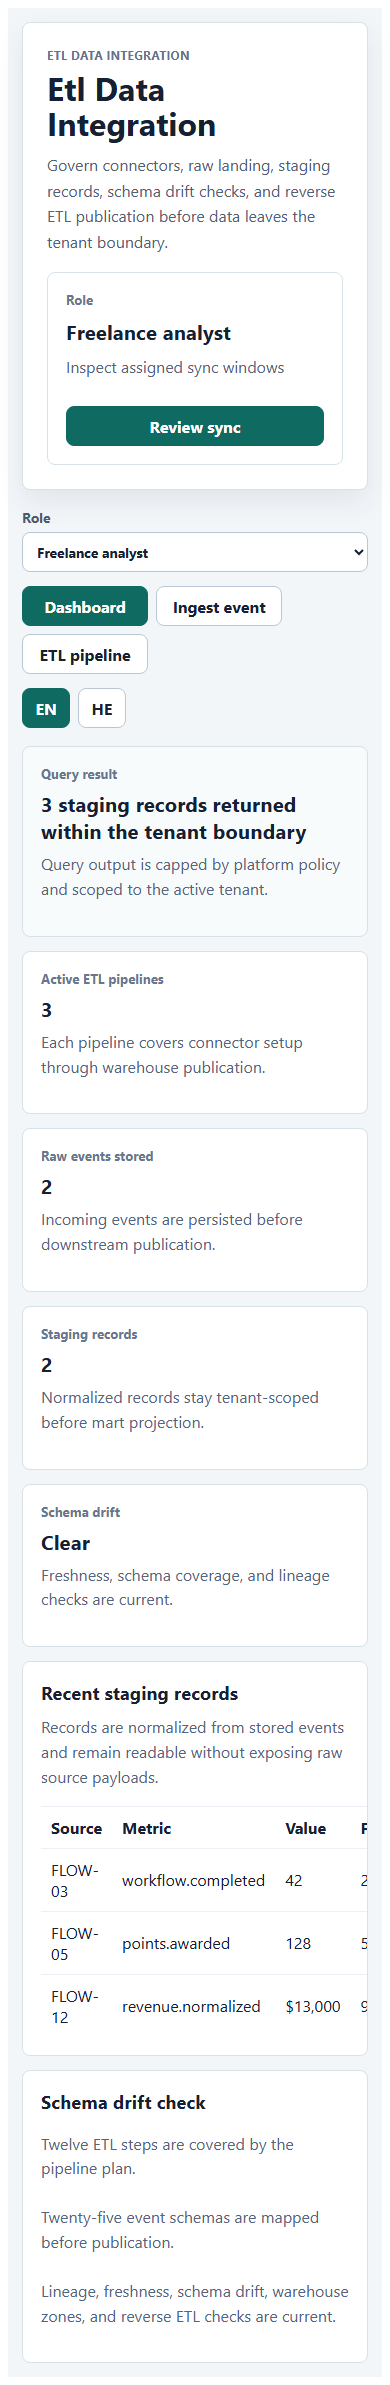 ETL DATA INTEGRATION
Etl Data
Integration
Govern connectors, raw landing, staging
records, schema drift checks, and reverse
ETL publication before data leaves the
tenant boundary.
Role
Freelance analyst
Inspect assigned sync windows
Review sync
Role
Freelance analyst
Dashboard
Ingest event
ETL pipeline
EN
HE
Query result
3 staging records returned
within the tenant boundary
Query output is capped by platform policy
and scoped to the active tenant.
Active ETL pipelines
3
Each pipeline covers connector setup
through warehouse publication.
Raw events stored
2
Incoming events are persisted before
downstream publication.
Staging records
2
Normalized records stay tenant-scoped
before mart projection.
Schema drift
Clear
Freshness, schema coverage, and lineage
checks are current.
Recent staging records
Records are normalized from stored events
and remain readable without exposing raw
source payloads.
Source Metric Value
FLOW-
03 workflow.completed 42 2
FLOW-
05 points.awarded 128 5
FLOW-
12 revenue.normalized $13,000 9
Schema drift check
Twelve ETL steps are covered by the
pipeline plan.
Twenty-five event schemas are mapped
before publication.
Lineage, freshness, schema drift, warehouse
zones, and reverse ETL checks are current.